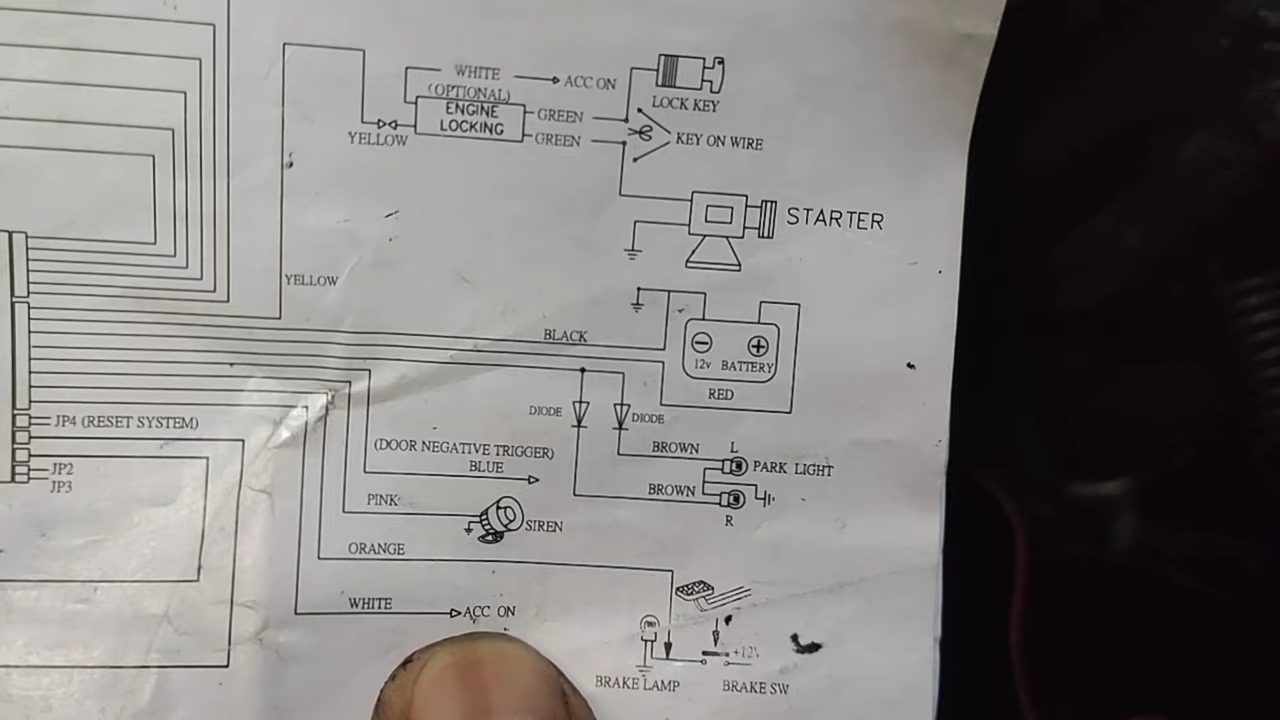 WHITE
ACC ON
(OPTIONAL)
ENGINE
LOCKING
LOCK KEY
GREEN
GREEN
KEY ON WIRE
YELLOW
STARTER
YELLOW
BLACK
12v BATTERY
RED
DIODE
DIODE
JP4 (RESET SYSTEM)
(DOOR NEGATIVE TRIGGER)
BLUE
BROWN
L
PARK LIGHT
BROWN
R
JP2
JP3
PINK
SIREN
ORANGE
WHITE
ACC ON
+12V
BRAKE LAMP
BRAKE SW